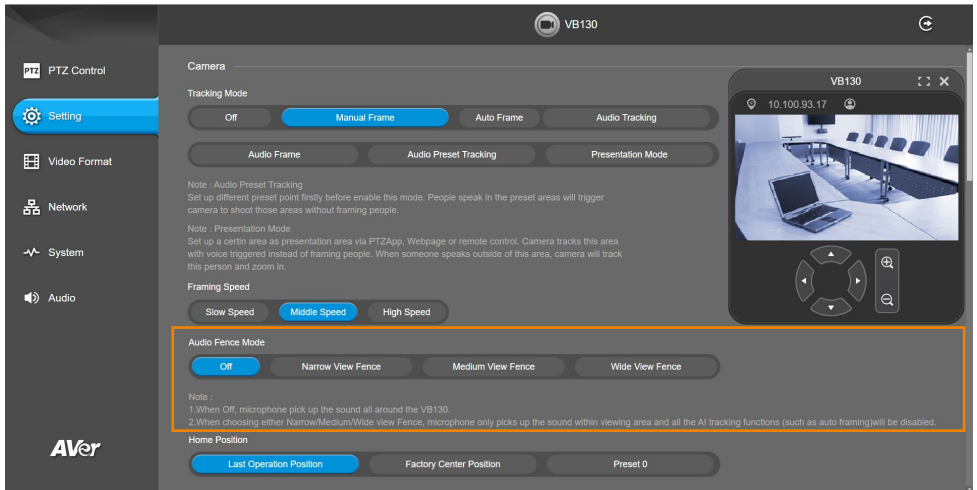 VB130
PTZ PTZ Control
Setting
Video Format
Network
System
Audio
AVer
Camera
Tracking Mode
Off Manual Frame Auto Frame Audio Tracking
Audio Frame Audio Preset Tracking Presentation Mode
Note : Audio Preset Tracking
Set up different preset point firstly before enable this mode. People speak in the preset areas will trigger
camera to shoot those areas without framing people.
Note : Presentation Mode
Set up a certin area as presentation area via PTZApp, Webpage or remote control. Camera tracks this area
with voice triggered instead of framing people. When someone speaks outside of this area, camera will track
this person and zoom in.
Framing Speed
Slow Speed Middle Speed High Speed
Audio Fence Mode
Off Narrow View Fence Medium View Fence Wide View Fence
Note :
1.When Off, microphone pick up the sound all around the VB130.
2.When choosing either Narrow/Medium/Wide view Fence, microphone only picks up the sound within viewing area and all the AI tracking functions (such as auto framing)will be disabled.
Home Position
Last Operation Position Factory Center Position Preset 0
VB130
10.100.93.17